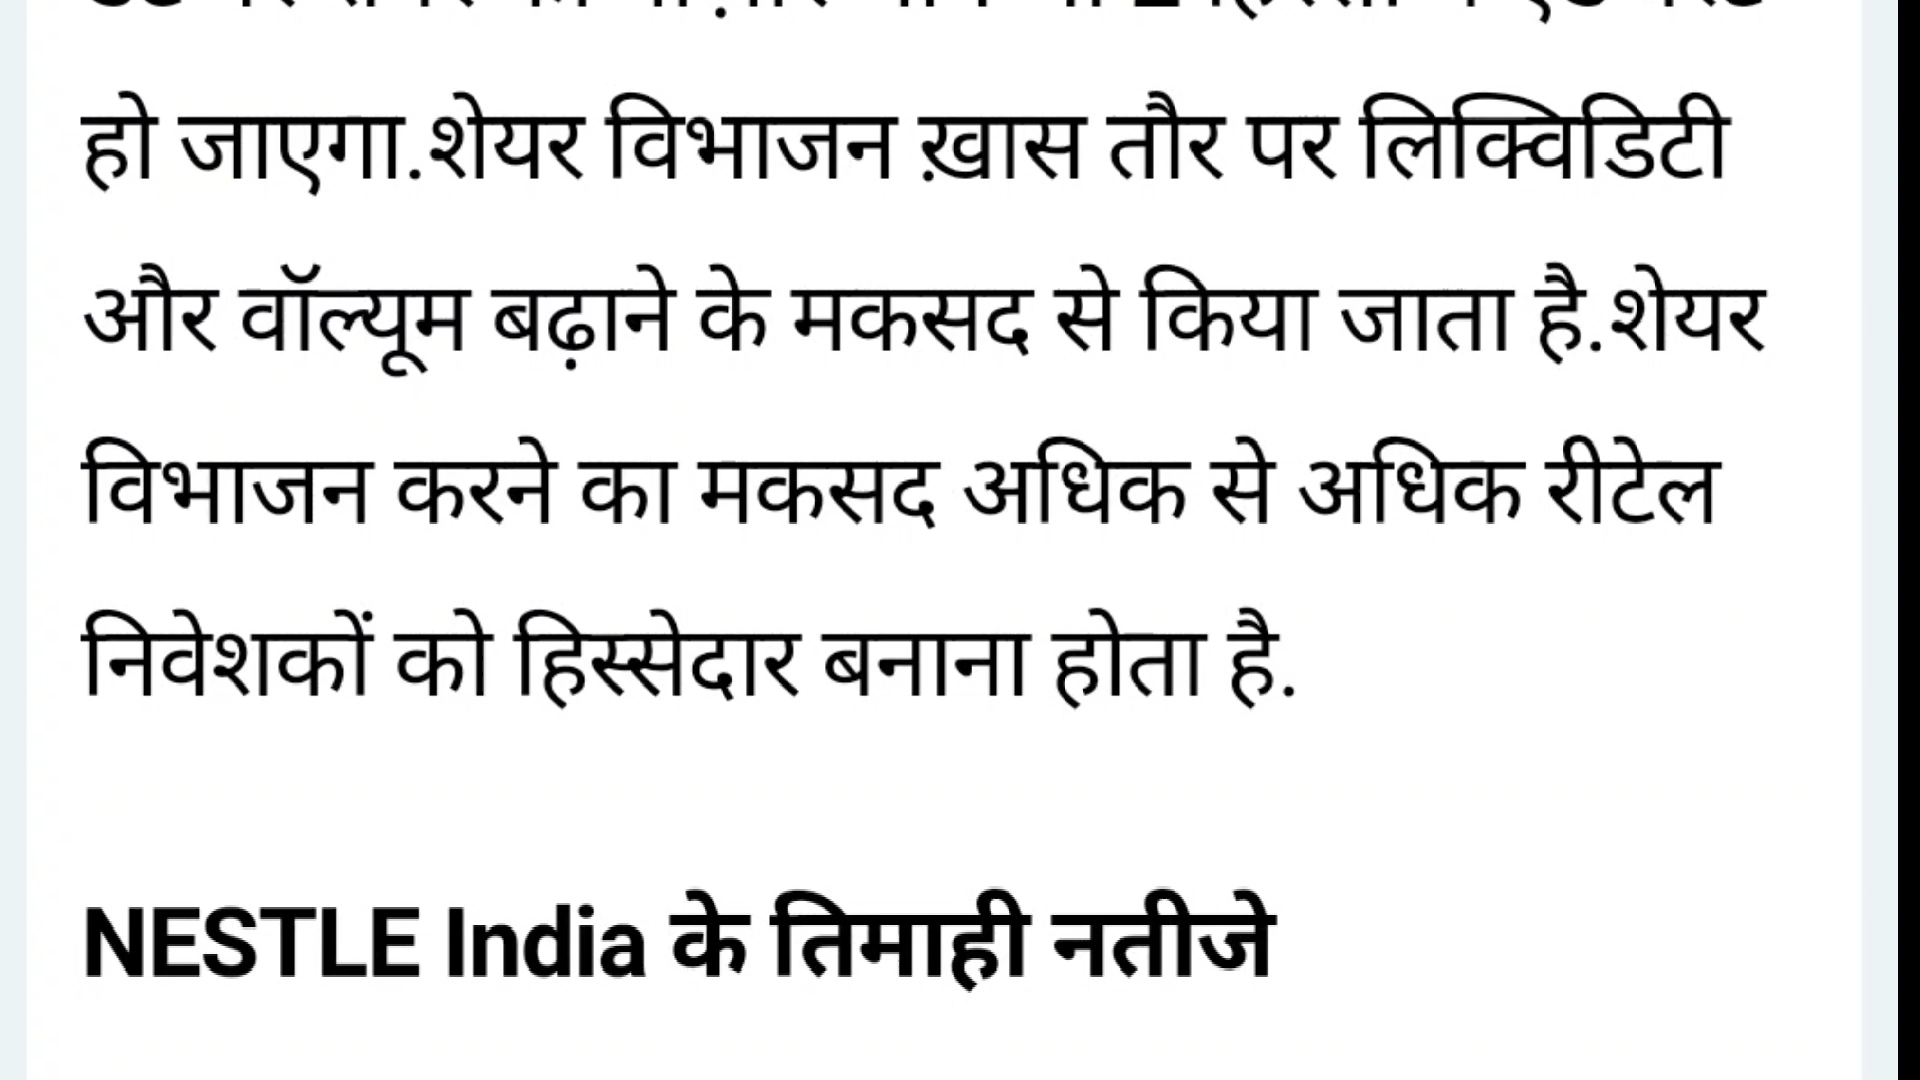 हो जाएगा.शेयर विभाजन ख़ास तौर पर लिक्विडिटी
और वॉल्यूम बढ़ाने के मकसद से किया जाता है.शेयर
विभाजन करने का मकसद अधिक से अधिक रीटेल
निवेशकों को हिस्सेदार बनाना होता है.
NESTLE India के तिमाही नतीजे